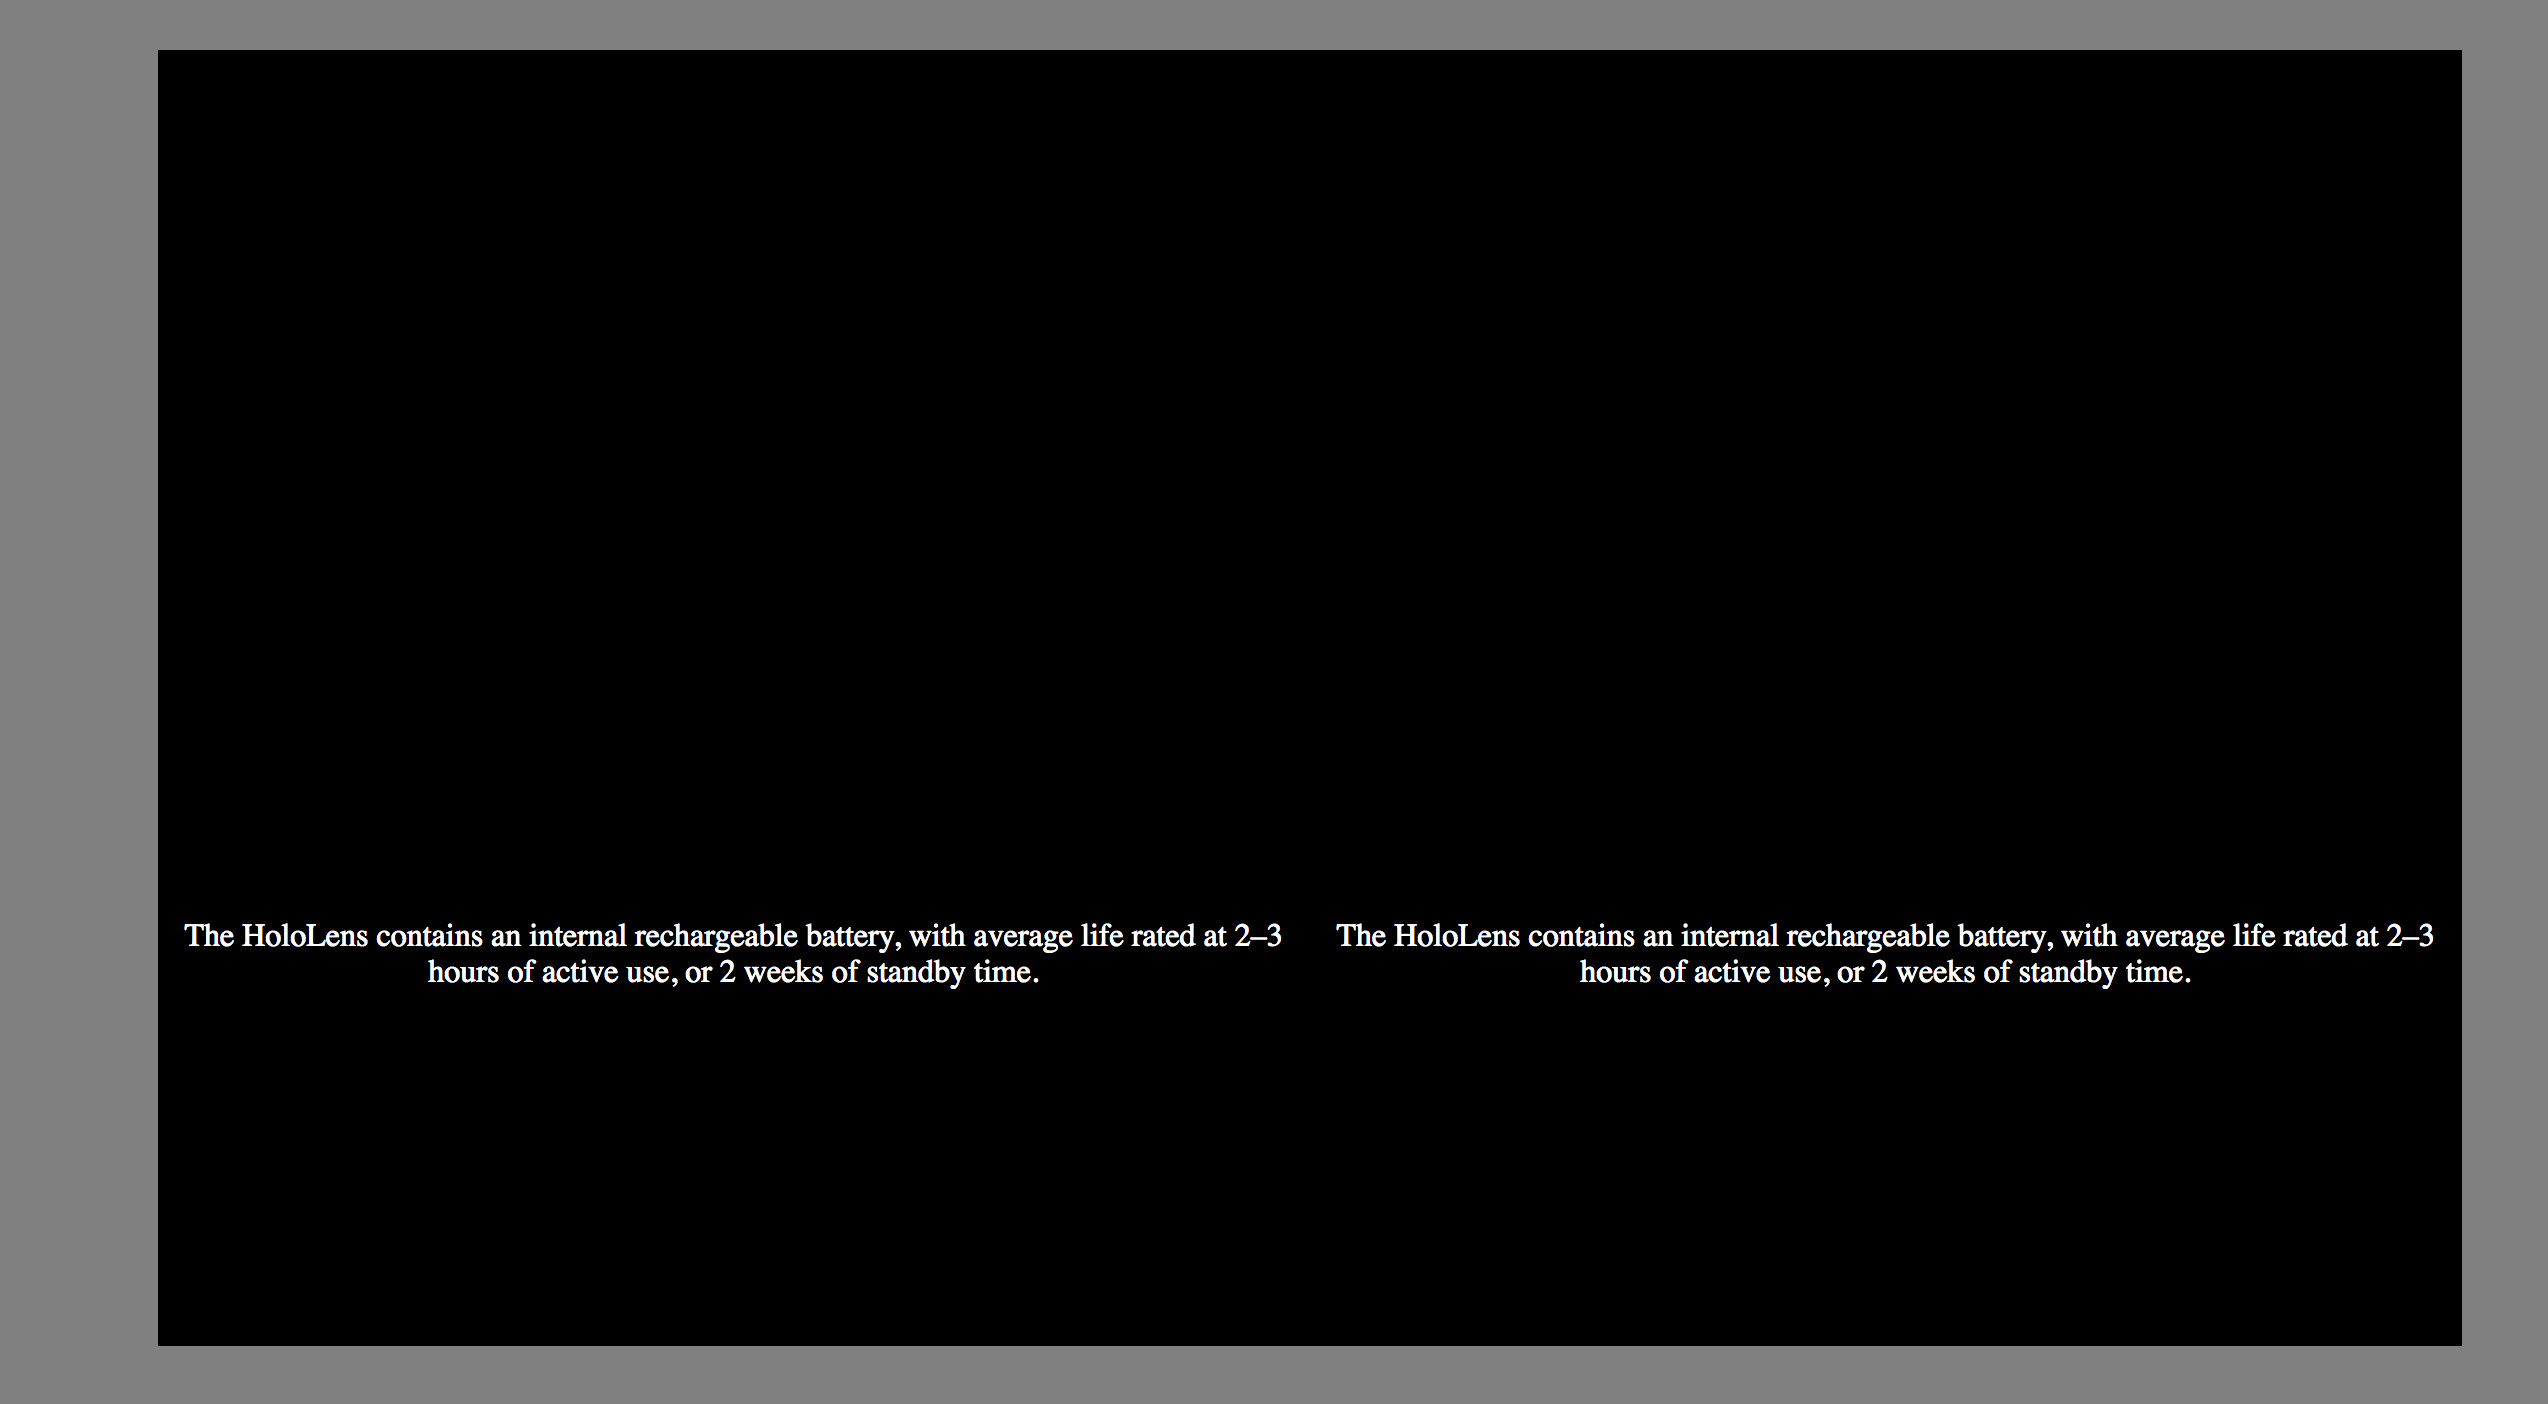 The HoloLens contains an internal rechargeable battery, with average life rated at 2–3
hours of active use, or 2 weeks of standby time.
The HoloLens contains an internal rechargeable battery, with average life rated at 2–3
hours of active use, or 2 weeks of standby time.